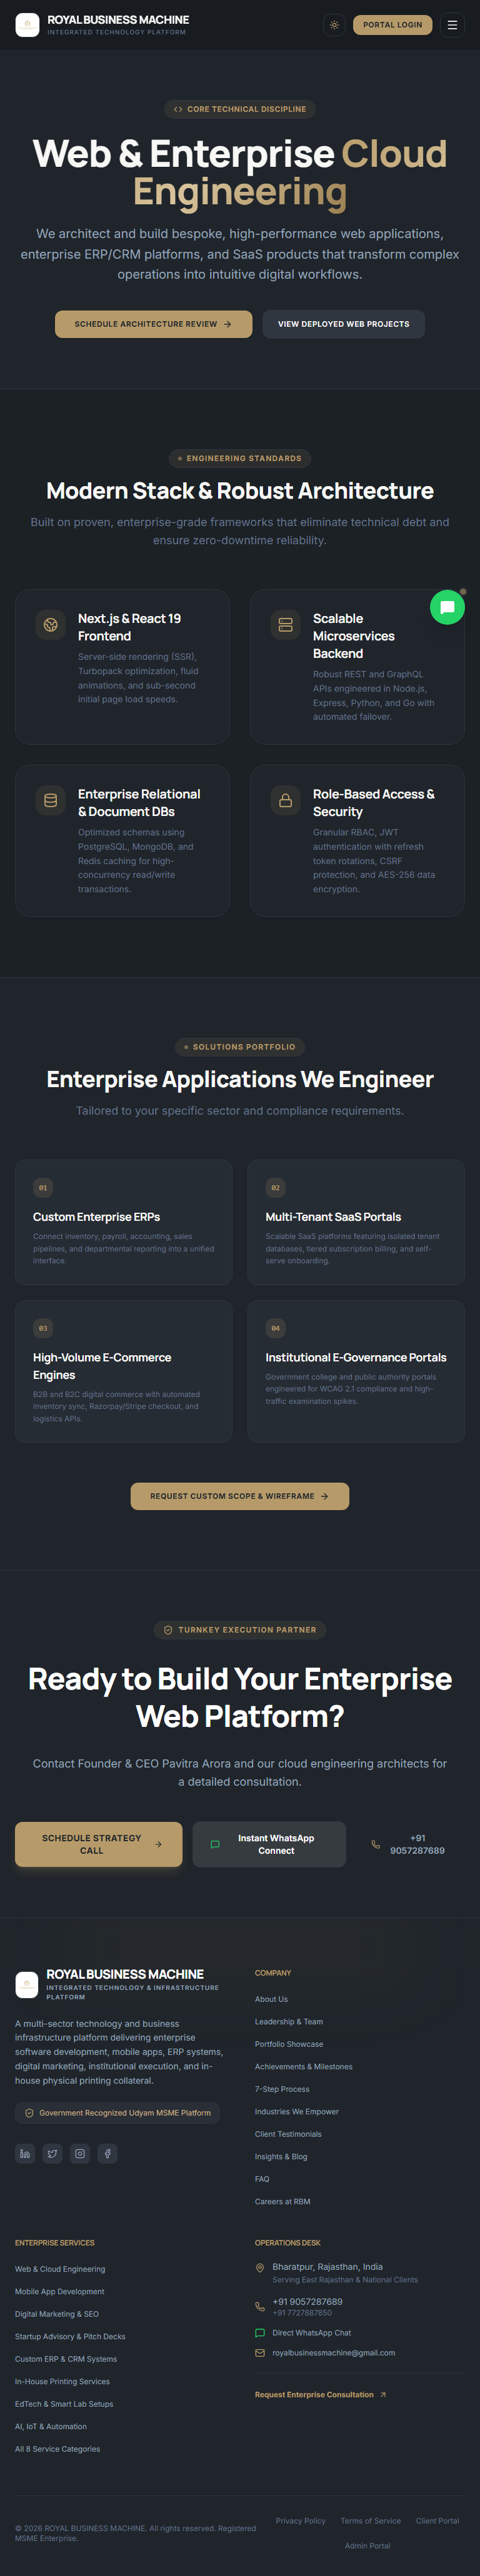 ROYAL BUSINESS MACHINE
INTEGRATED TECHNOLOGY PLATFORM
PORTAL LOGIN
CORE TECHNICAL DISCIPLINE
Web & Enterprise Cloud
Engineering
We architect and build bespoke, high-performance web applications,
enterprise ERP/CRM platforms, and SaaS products that transform complex
operations into intuitive digital workflows.
SCHEDULE ARCHITECTURE REVIEW
VIEW DEPLOYED WEB PROJECTS
ENGINEERING STANDARDS
Modern Stack & Robust Architecture
Built on proven, enterprise-grade frameworks that eliminate technical debt and
ensure zero-downtime reliability.
Next.js & React 19
Frontend
Server-side rendering (SSR),
Turbopack optimization, fluid
animations, and sub-second
initial page load speeds.
Scalable
Microservices
Backend
Robust REST and GraphQL
APIs engineered in Node.js,
Express, Python, and Go with
automated failover.
Enterprise Relational
& Document DBs
Optimized schemas using
PostgreSQL, MongoDB, and
Redis caching for high-
concurrency read/write
transactions.
Role-Based Access &
Security
Granular RBAC, JWT
authentication with refresh
token rotations, CSRF
protection, and AES-256 data
encryption.
SOLUTIONS PORTFOLIO
Enterprise Applications We Engineer
Tailored to your specific sector and compliance requirements.
01
Custom Enterprise ERPs
Connect inventory, payroll, accounting, sales
pipelines, and departmental reporting into a unified
interface.
02
Multi-Tenant SaaS Portals
Scalable SaaS platforms featuring isolated tenant
databases, tiered subscription billing, and self-
serve onboarding.
03
High-Volume E-Commerce
Engines
B2B and B2C digital commerce with automated
inventory sync, Razorpay/Stripe checkout, and
logistics APIs.
04
Institutional E-Governance Portals
Government college and public authority portals
engineered for WCAG 2.1 compliance and high-
traffic examination spikes.
REQUEST CUSTOM SCOPE & WIREFRAME
TURNKEY EXECUTION PARTNER
Ready to Build Your Enterprise
Web Platform?
Contact Founder & CEO Pavitra Arora and our cloud engineering architects for
a detailed consultation.
SCHEDULE STRATEGY
CALL
Instant WhatsApp
Connect
+91
9057287689
ROYAL BUSINESS MACHINE
INTEGRATED TECHNOLOGY & INFRASTRUCTURE
PLATFORM
A multi-sector technology and business
infrastructure platform delivering enterprise
software development, mobile apps, ERP systems,
digital marketing, institutional execution, and in-
house physical printing collateral.
Government Recognized Udyam MSME Platform
COMPANY
About Us
Leadership & Team
Portfolio Showcase
Achievements & Milestones
7-Step Process
Industries We Empower
Client Testimonials
Insights & Blog
FAQ
Careers at RBM
ENTERPRISE SERVICES
Web & Cloud Engineering
Mobile App Development
Digital Marketing & SEO
Startup Advisory & Pitch Decks
Custom ERP & CRM Systems
In-House Printing Services
EdTech & Smart Lab Setups
AI, IoT & Automation
All 8 Service Categories
OPERATIONS DESK
Bharatpur, Rajasthan, India
Serving East Rajasthan & National Clients
+91 9057287689
+91 7727887850
Direct WhatsApp Chat
royalbusinessmachine@gmail.com
Request Enterprise Consultation
© 2026 ROYAL BUSINESS MACHINE. All rights reserved. Registered
MSME Enterprise.
Privacy Policy
Terms of Service
Client Portal
Admin Portal